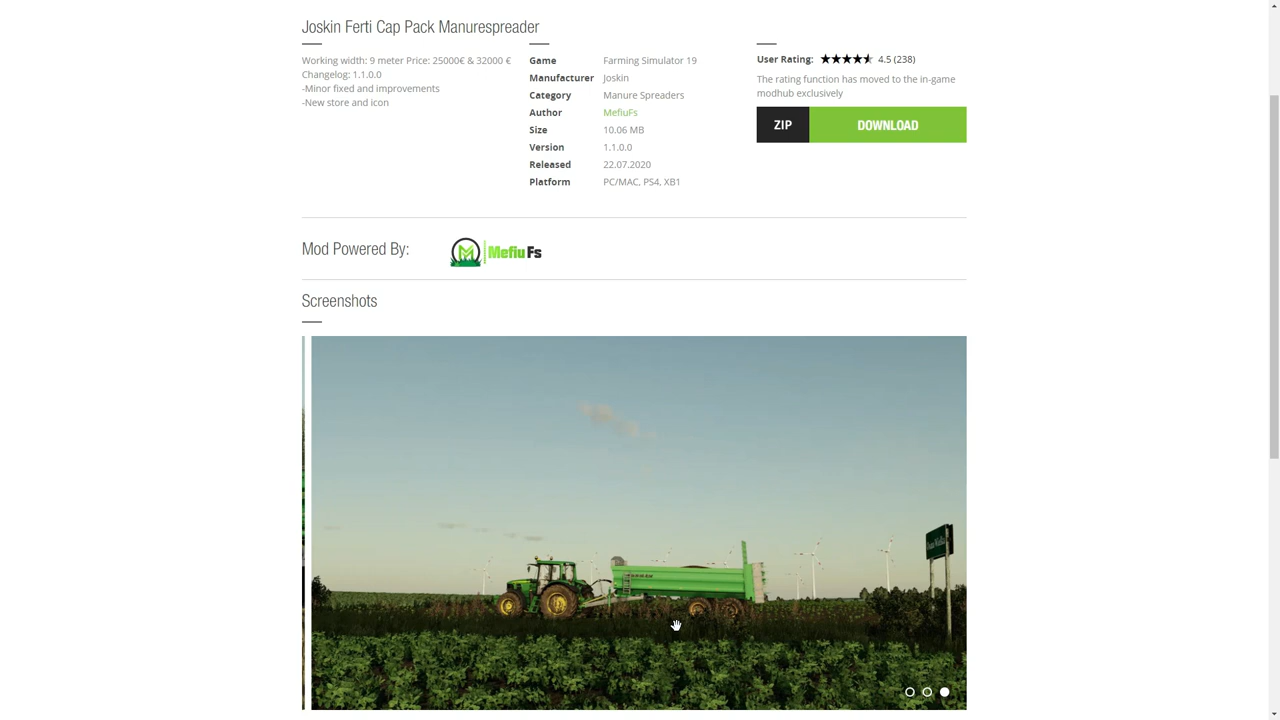 Joskin Ferti Cap Pack Manurespreader
Working width: 9 meter Price: 25000€ & 32000 €
Changelog: 1.1.0.0
-Minor fixed and improvements
-New store and icon
Game Farming Simulator 19
Manufacturer Joskin
Category Manure Spreaders
Author MefiuFs
Size 10.06 MB
Version 1.1.0.0
Released 22.07.2020
Platform PC/MAC, PS4, XB1
User Rating: 4.5 (238)
The rating function has moved to the in-game
modhub exclusively
ZIP DOWNLOAD
Mod Powered By:
MefiuFs
Screenshots